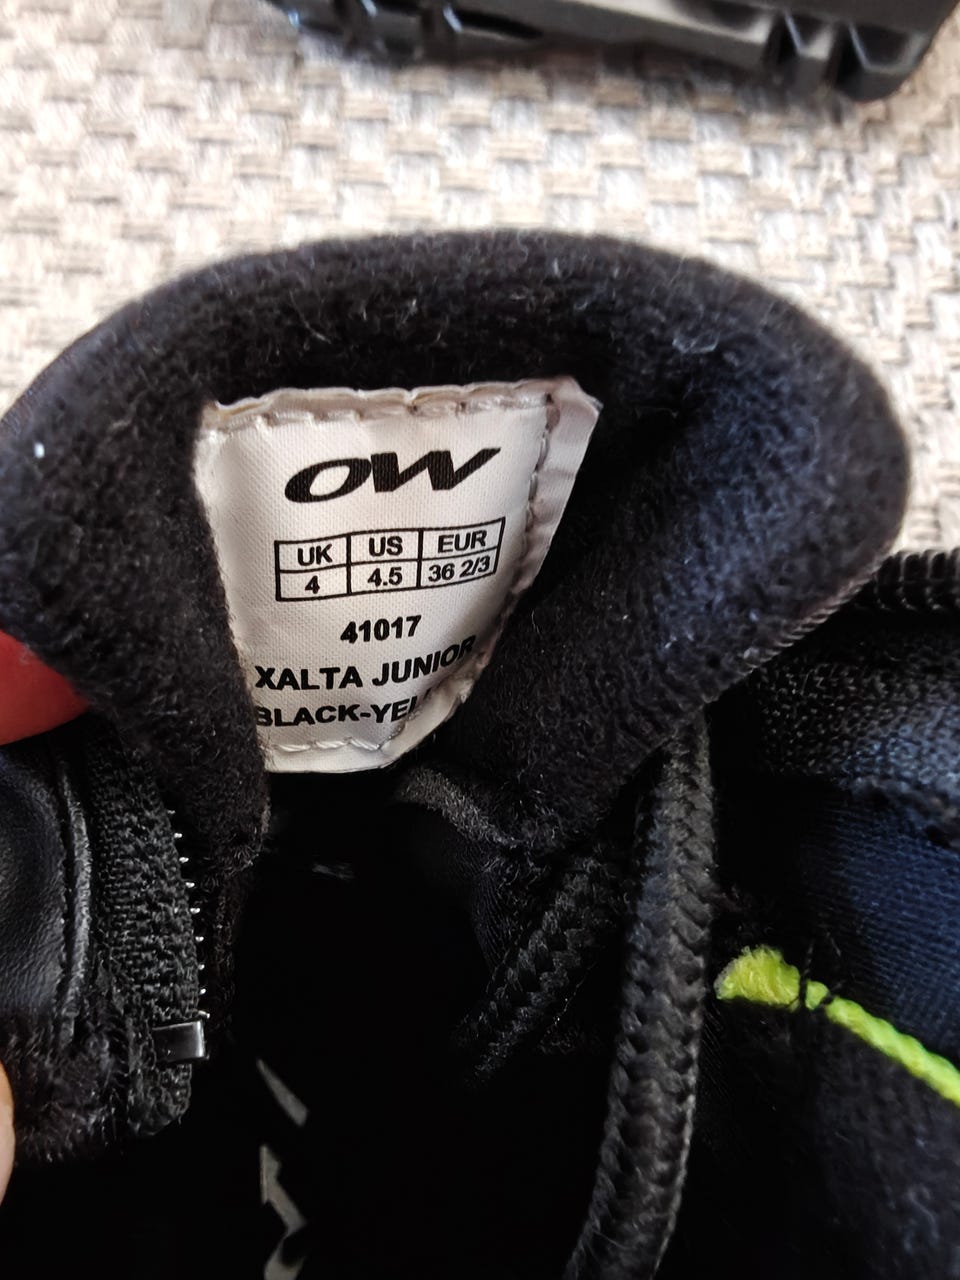 OW
UK US EUR
4 4.5 36 2/3
41017
XALTA JUNIOR